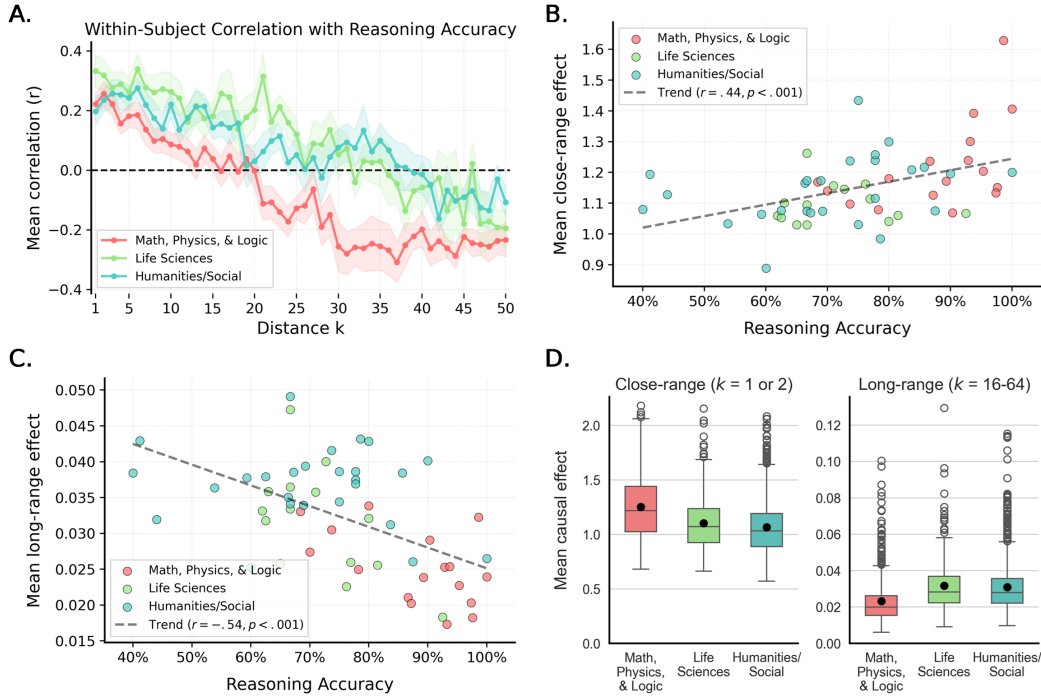 A.
Within-Subject Correlation with Reasoning Accuracy
Mean correlation (r)
0.4
0.2
0.0
−0.2
−0.4
Math, Physics, & Logic
Life Sciences
Humanities/Social
1 5 10 15 20 25 30 35 40 45 50
Distance k
B.
Mean close-range effect
1.6
1.5
1.4
1.3
1.2
1.1
1.0
0.9
Math, Physics, & Logic
Life Sciences
Humanities/Social
Trend (r = .44, p < .001)
40% 50% 60% 70% 80% 90% 100%
Reasoning Accuracy
C.
Mean long-range effect
0.050
0.045
0.040
0.035
0.030
0.025
0.020
0.015
Math, Physics, & Logic
Life Sciences
Humanities/Social
Trend (r = −.54, p < .001)
40% 50% 60% 70% 80% 90% 100%
Reasoning Accuracy
D.
Close-range (k = 1 or 2)
Mean causal effect
2.0
1.5
1.0
0.5
0.0
Math,
Physics,
& Logic
Life
Sciences
Humanities/
Social
Long-range (k = 16-64)
0.12
0.10
0.08
0.06
0.04
0.02
0.00
Math,
Physics,
& Logic
Life
Sciences
Humanities/
Social